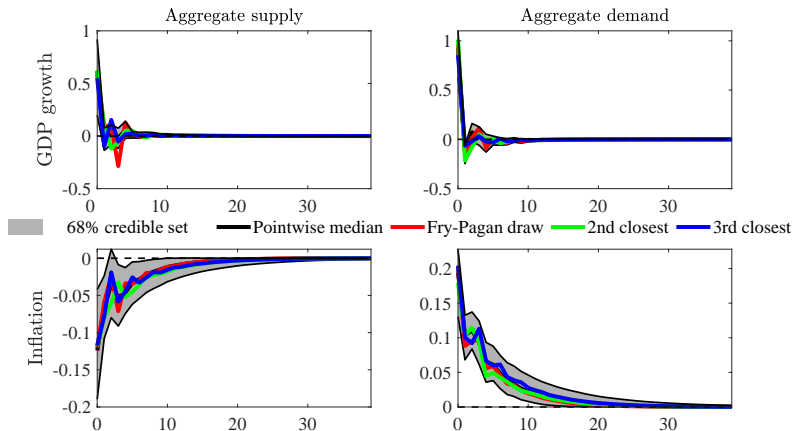 Aggregate supply
Aggregate demand
GDP growth
1
0.5
0
-0.5
0 10 20 30
1
0.5
0
-0.5
0 10 20 30
68% credible set Pointwise median Fry-Pagan draw 2nd closest 3rd closest
Inflation
0
-0.05
-0.1
-0.15
-0.2
0 10 20 30
0.2
0.15
0.1
0.05
0
0 10 20 30